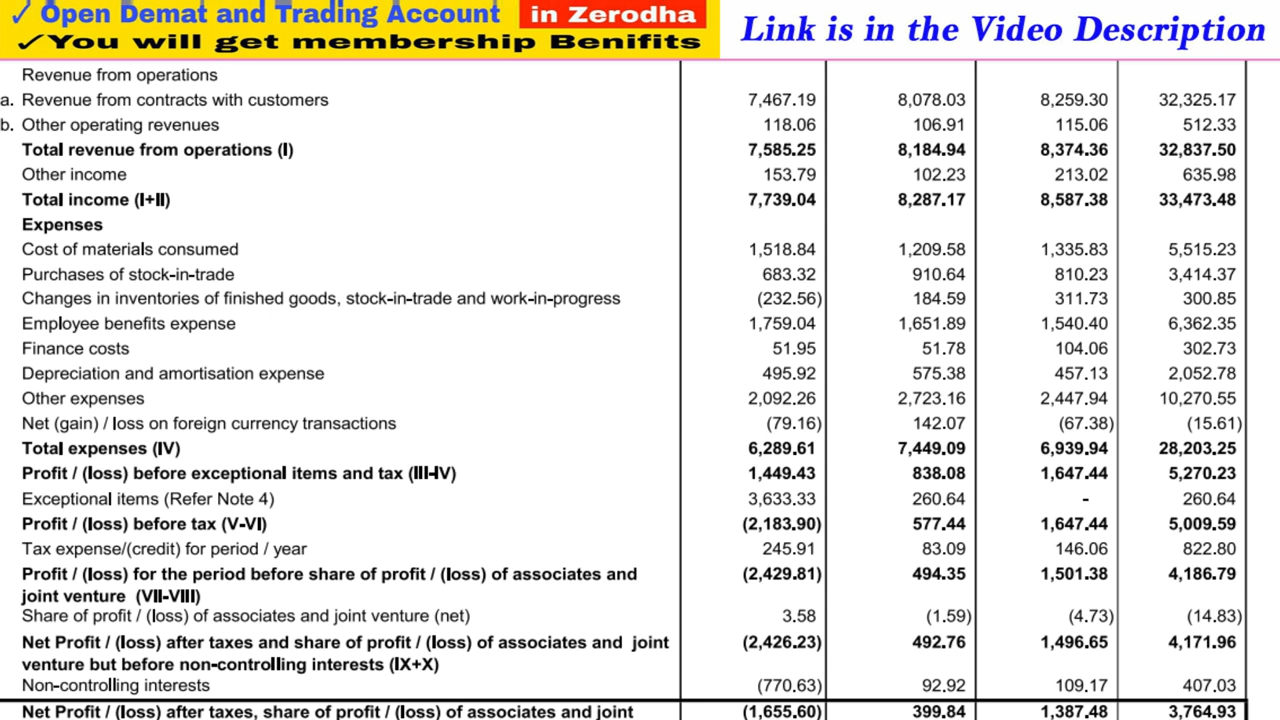 ✓ Open Demat and Trading Account in Zerodha
✓You will get membership Benifits
Link is in the Video Description
Revenue from operations
a. Revenue from contracts with customers 7,467.19 8,078.03 8,259.30 32,325.17
b. Other operating revenues 118.06 106.91 115.06 512.33
Total revenue from operations (I) 7,585.25 8,184.94 8,374.36 32,837.50
Other income 153.79 102.23 213.02 635.98
Total income (I+II) 7,739.04 8,287.17 8,587.38 33,473.48
Expenses
Cost of materials consumed 1,518.84 1,209.58 1,335.83 5,515.23
Purchases of stock-in-trade 683.32 910.64 810.23 3,414.37
Changes in inventories of finished goods, stock-in-trade and work-in-progress (232.56) 184.59 311.73 300.85
Employee benefits expense 1,759.04 1,651.89 1,540.40 6,362.35
Finance costs 51.95 51.78 104.06 302.73
Depreciation and amortisation expense 495.92 575.38 457.13 2,052.78
Other expenses 2,092.26 2,723.16 2,447.94 10,270.55
Net (gain) / loss on foreign currency transactions (79.16) 142.07 (67.38) (15.61)
Total expenses (IV) 6,289.61 7,449.09 6,939.94 28,203.25
Profit / (loss) before exceptional items and tax (III-IV) 1,449.43 838.08 1,647.44 5,270.23
Exceptional items (Refer Note 4) 3,633.33 260.64 - 260.64
Profit / (loss) before tax (V-VI) (2,183.90) 577.44 1,647.44 5,009.59
Tax expense/(credit) for period / year 245.91 83.09 146.06 822.80
Profit / (loss) for the period before share of profit / (loss) of associates and (2,429.81) 494.35 1,501.38 4,186.79
joint venture (VII-VIII)
Share of profit / (loss) of associates and joint venture (net) 3.58 (1.59) (4.73) (14.83)
Net Profit / (loss) after taxes and share of profit / (loss) of associates and joint (2,426.23) 492.76 1,496.65 4,171.96
venture but before non-controlling interests (IX+X)
Non-controlling interests (770.63) 92.92 109.17 407.03
Net Profit / (loss) after taxes, share of profit / (loss) of associates and joint (1,655.60) 399.84 1,387.48 3,764.93